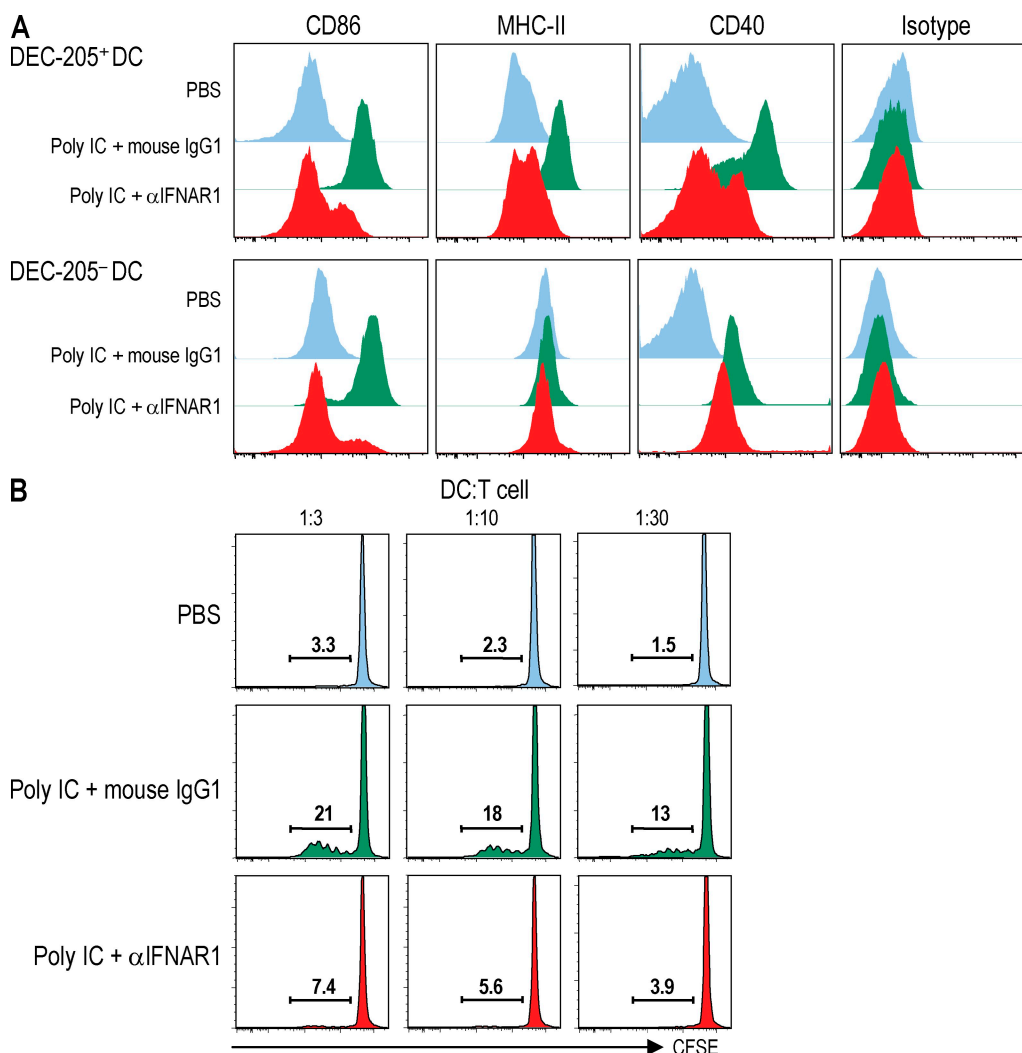 A
CD86 MHC-II CD40 Isotype
DEC-205⁺ DC
PBS
Poly IC + mouse IgG1
Poly IC + αIFNAR1
DEC-205⁻ DC
PBS
Poly IC + mouse IgG1
Poly IC + αIFNAR1
B
DC:T cell
1:3 1:10 1:30
PBS
3.3 2.3 1.5
Poly IC + mouse IgG1
21 18 13
Poly IC + αIFNAR1
7.4 5.6 3.9
CFSE